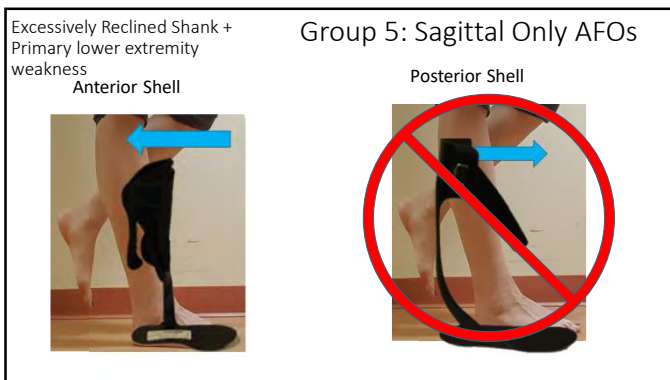 Excessively Reclined Shank +
Primary lower extremity
weakness
Group 5: Sagittal Only AFOs
Anterior Shell
Posterior Shell